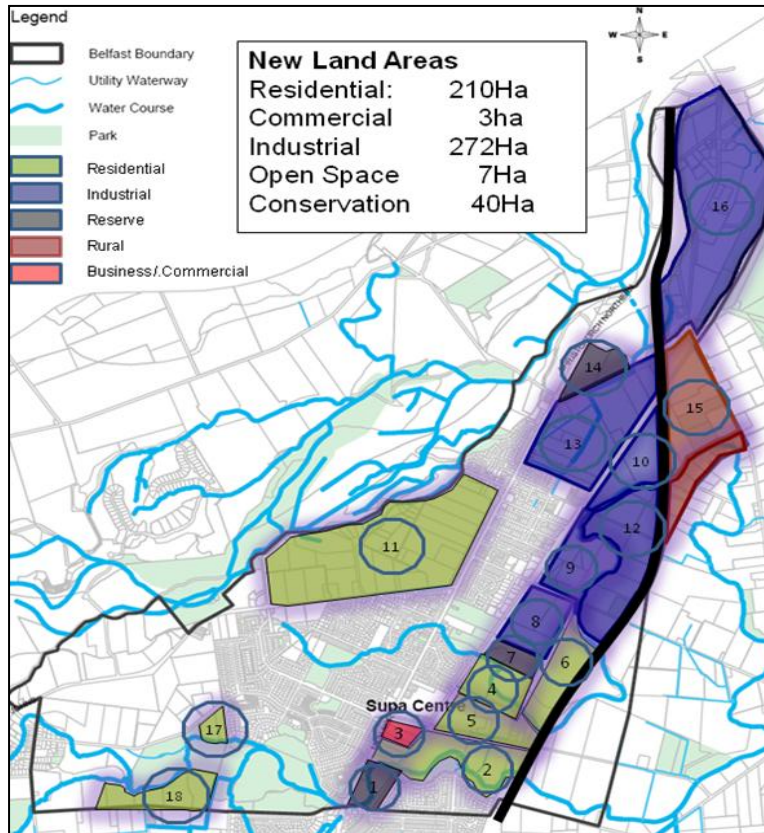 Legend
Belfast Boundary
Utility Waterway
Water Course
Park
Residential
Industrial
Reserve
Rural
Business/.Commercial
N
W E
S
New Land Areas
Residential: 210Ha
Commercial 3ha
Industrial 272Ha
Open Space 7Ha
Conservation 40Ha
16
14
15
13
10
12
11
9
8
7
6
4
Supa Centre
5
17
3
2
1
18